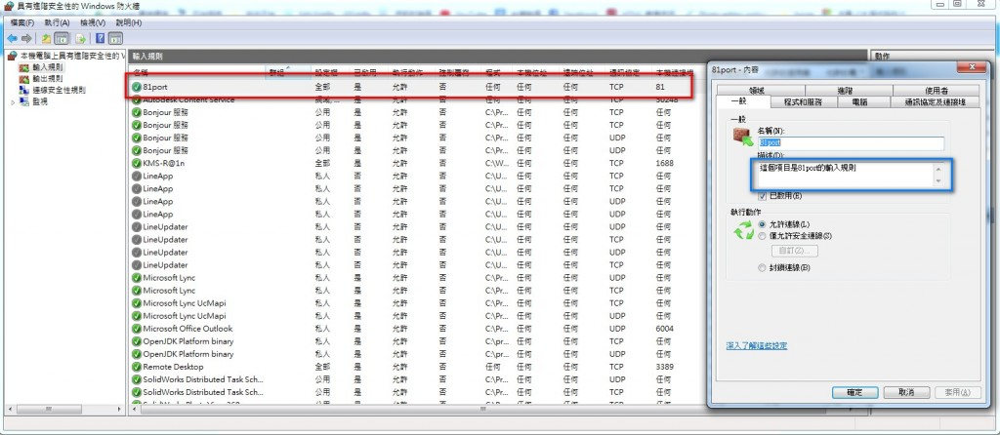 具有進階安全性的 Windows 防火牆
檔案(F) 執行(A) 檢視(V) 說明(H)
本機電腦上具有進階安全性的 V
輸入規則
輸出規則
連線安全性規則
監視
輸入規則
動作
名稱 群組 設定檔 已啟用 執行動作 程式 本機位址 遠端位址 通訊協定 本機連接埠
81port 全部 是 允許 否 任何 任何 任何 TCP 81
Autodesk Content Service 是 允許 否 任何 任何 任何 TCP
Bonjour 服務 公用 是 允許 否 C:\Pr... 任何 任何 TCP 任何
Bonjour 服務 公用 是 允許 否 C:\Pr... 任何 任何 UDP 任何
Bonjour 服務 公用 是 允許 否 C:\Pr... 任何 任何 TCP 任何
Bonjour 服務 公用 是 允許 否 C:\Pr... 任何 任何 UDP 任何
KMS-R@1n 全部 是 允許 否 C:\W... 任何 任何 TCP 1688
LineApp 私人 否 允許 否 C:\U... 任何 任何 TCP 任何
LineApp 私人 否 允許 否 C:\U... 任何 任何 TCP 任何
LineApp 私人 否 允許 否 C:\U... 任何 任何 UDP 任何
LineApp 私人 否 允許 否 C:\U... 任何 任何 UDP 任何
LineUpdater 私人 否 允許 否 C:\U... 任何 任何 TCP 任何
LineUpdater 私人 否 允許 否 C:\U... 任何 任何 UDP 任何
LineUpdater 私人 否 允許 否 C:\U... 任何 任何 UDP 任何
LineUpdater 私人 否 允許 否 C:\U... 任何 任何 TCP 任何
Microsoft Lync 私人 是 允許 否 C:\Pr... 任何 任何 UDP 任何
Microsoft Lync 私人 是 允許 否 C:\Pr... 任何 任何 TCP 任何
Microsoft Lync UcMapi 私人 是 允許 否 C:\Pr... 任何 任何 TCP 任何
Microsoft Lync UcMapi 私人 是 允許 否 C:\Pr... 任何 任何 UDP 任何
Microsoft Office Outlook 私人 是 允許 否 C:\Pr... 任何 任何 UDP 6004
OpenJDK Platform binary 私人 是 允許 否 C:\pr... 任何 任何 TCP 任何
OpenJDK Platform binary 私人 是 允許 否 C:\pr... 任何 任何 UDP 任何
Remote Desktop 全部 是 允許 否 任何 任何 任何 TCP 3389
SolidWorks Distributed Task Sch... 公用 是 允許 否 C:\Pr... 任何 任何 UDP 任何
SolidWorks Distributed Task Sch... 公用 是 允許 否 C:\Pr... 任何 任何 TCP 任何
81port - 內容
領域 進階 使用者
一般 程式和服務 電腦 通訊協定及連接埠
一般
名稱(N):
81port
描述(D):
這個項目是81port的輸入規則
已啟用(E)
執行動作
允許連線(L)
僅允許安全連線(S)
自訂(Z)...
封鎖連線(B)
深入了解這些設定
確定 取消 套用(A)